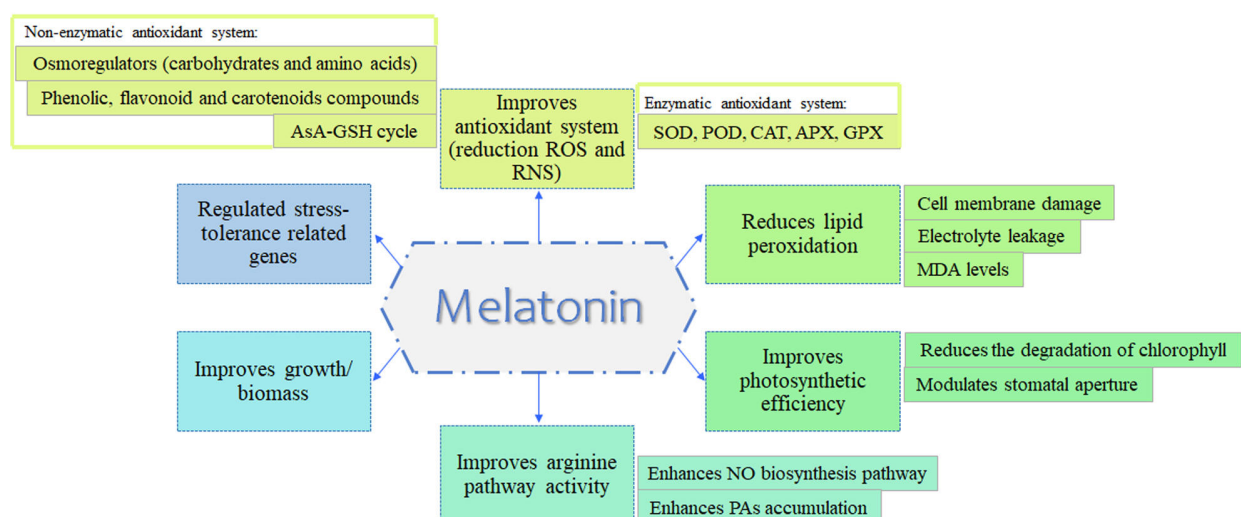 Non-enzymatic antioxidant system:
Osmoregulators (carbohydrates and amino acids)
Phenolic, flavonoid and carotenoids compounds
AsA-GSH cycle
Improves
antioxidant system
(reduction ROS and
RNS)
Enzymatic antioxidant system:
SOD, POD, CAT, APX, GPX
Regulated stress-
tolerance related
genes
Reduces lipid
peroxidation
Cell membrane damage
Electrolyte leakage
MDA levels
Melatonin
Improves growth/
biomass
Improves
photosynthetic
efficiency
Reduces the degradation of chlorophyll
Modulates stomatal aperture
Improves arginine
pathway activity
Enhances NO biosynthesis pathway
Enhances PAs accumulation